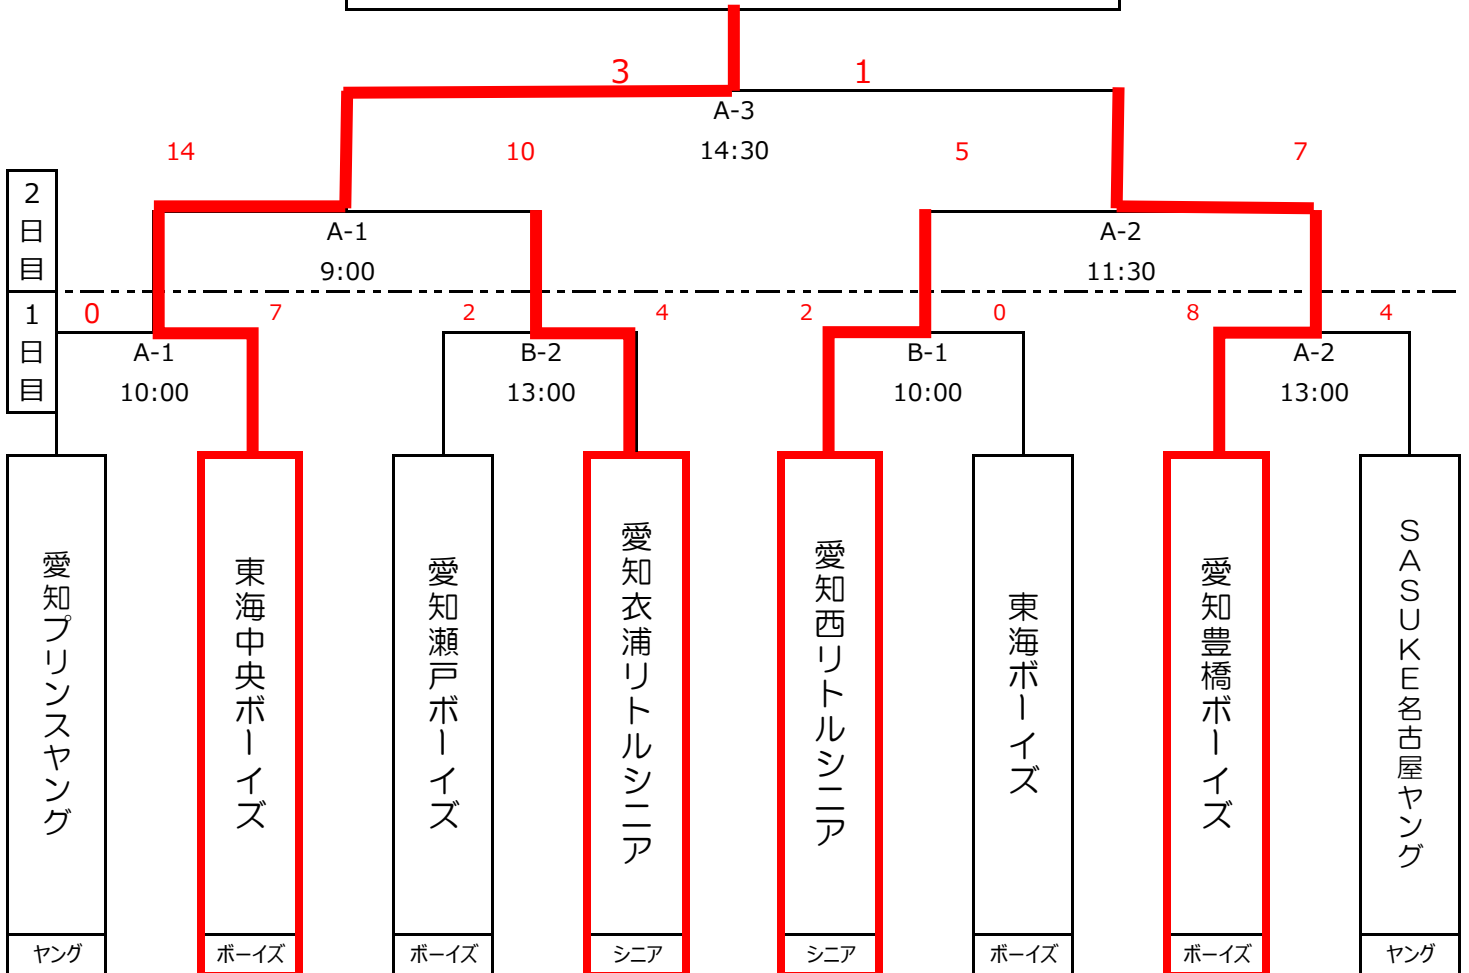 3 1
A-3
14:30
14 10 5 7
2日目
A-1 A-2
9:00 11:30
1日目
0 7 2 4 2 0 8 4
A-1 B-2 B-1 A-2
10:00 13:00 10:00 13:00
愛知プリンスヤング
東海中央ボーイズ
愛知瀬戸ボーイズ
愛知衣浦リトルシニア
愛知西リトルシニア
東海ボーイズ
愛知豊橋ボーイズ
SASUKE名古屋ヤング
ヤング ボーイズ ボーイズ シニア シニア ボーイズ ボーイズ ヤング